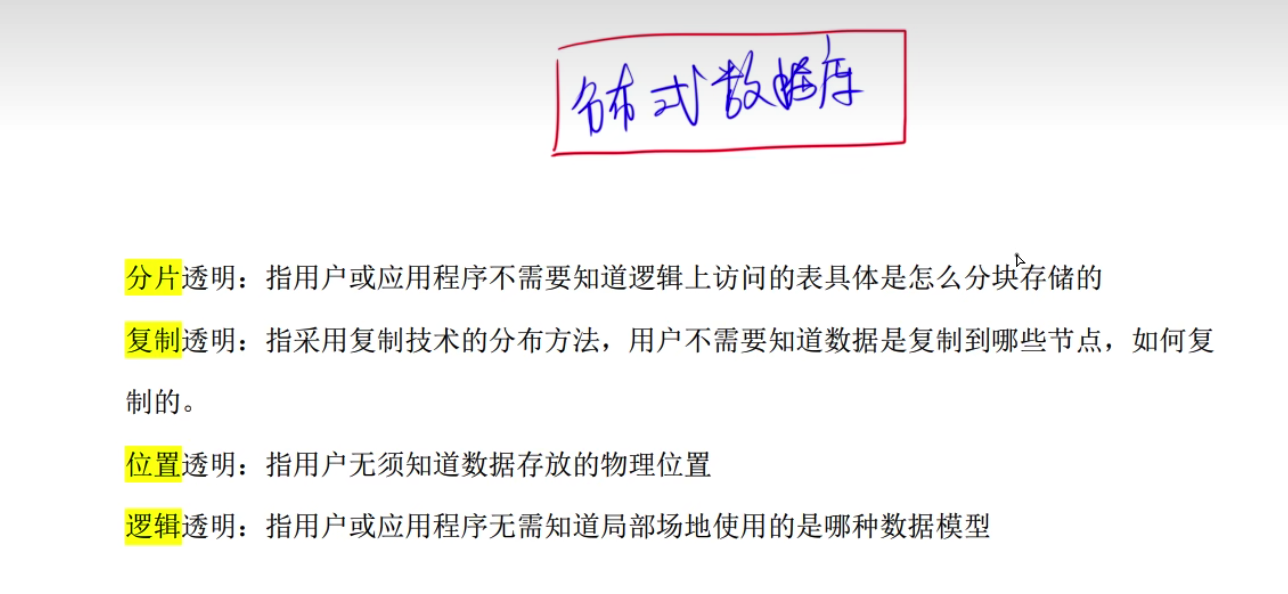 分布式数据库
分片透明：指用户或应用程序不需要知道逻辑上访问的表具体是怎么分块存储的
复制透明：指采用复制技术的分布方法，用户不需要知道数据是复制到哪些节点，如何复
制的。
位置透明：指用户无须知道数据存放的物理位置
逻辑透明：指用户或应用程序无需知道局部场地使用的是哪种数据模型